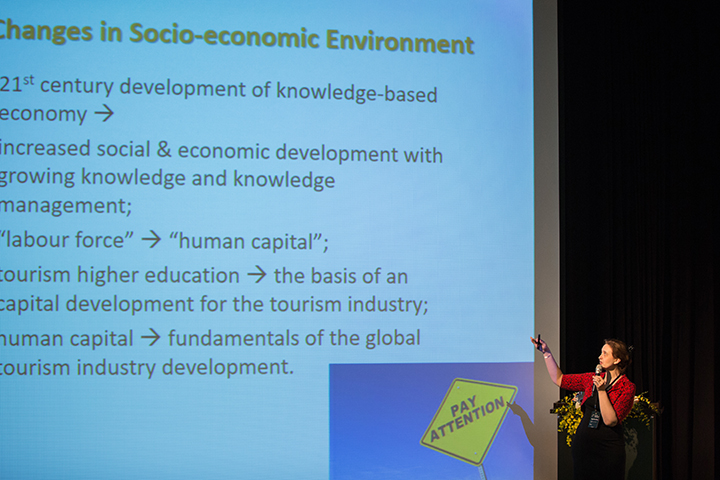 Changes in Socio-economic Environment
21st century development of knowledge-based
economy →
increased social & economic development with
growing knowledge and knowledge
management;
“labour force” → “human capital”;
tourism higher education → the basis of an
capital development for the tourism industry;
human capital → fundamentals of the global
tourism industry development.
PAY
ATTENTION